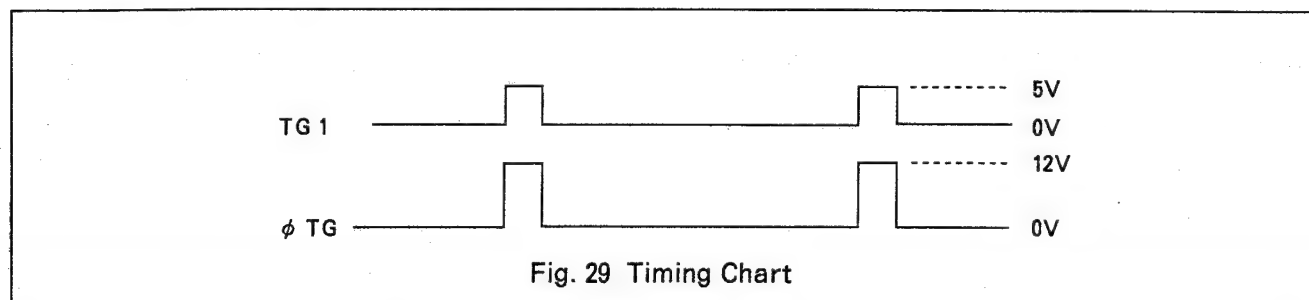 5V
TG 1
0V
12V
ϕ TG
0V
Fig. 29 Timing Chart